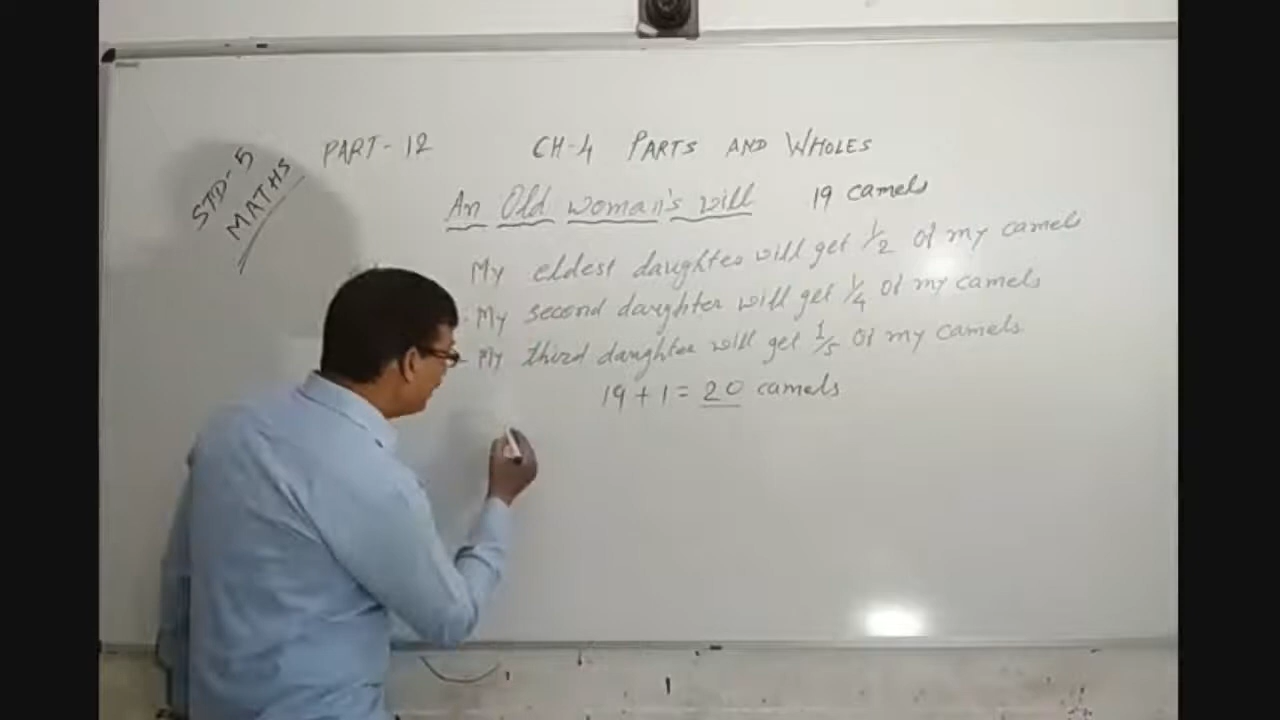 STD-5
MATHS
PART-12 CH-4 PARTS AND WHOLES
An Old woman's will 19 camels
My eldest daughter will get 1/2 of my camels
My second daughter will get 1/4 of my camels
My third daughter will get 1/5 of my camels
19 + 1 = 20 camels